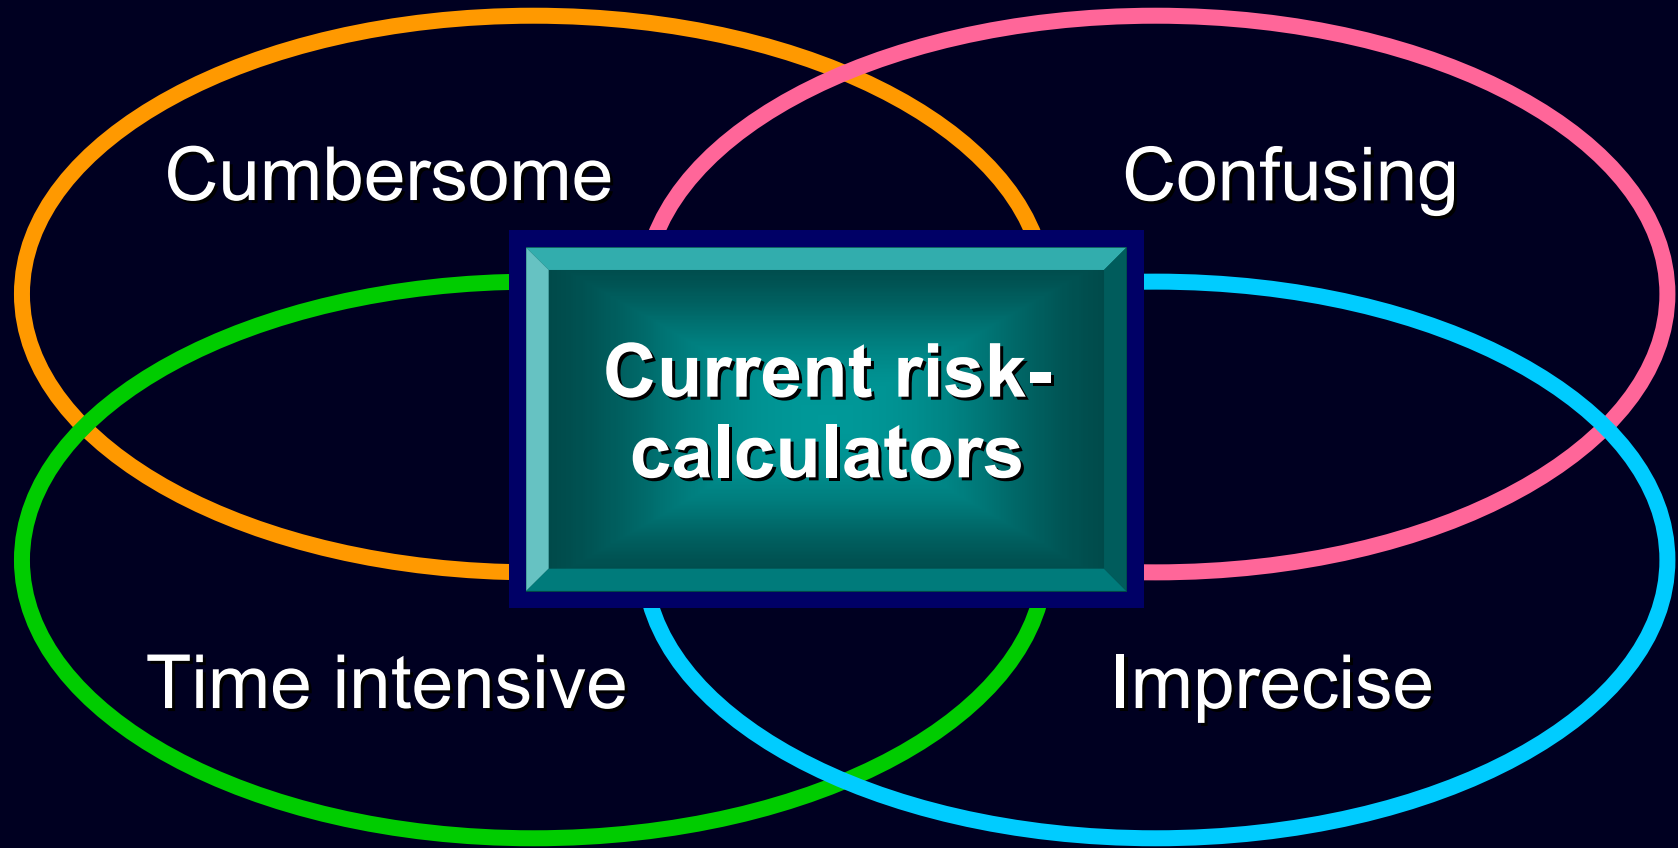 Cumbersome
Confusing
Current risk-
calculators
Time intensive
Imprecise